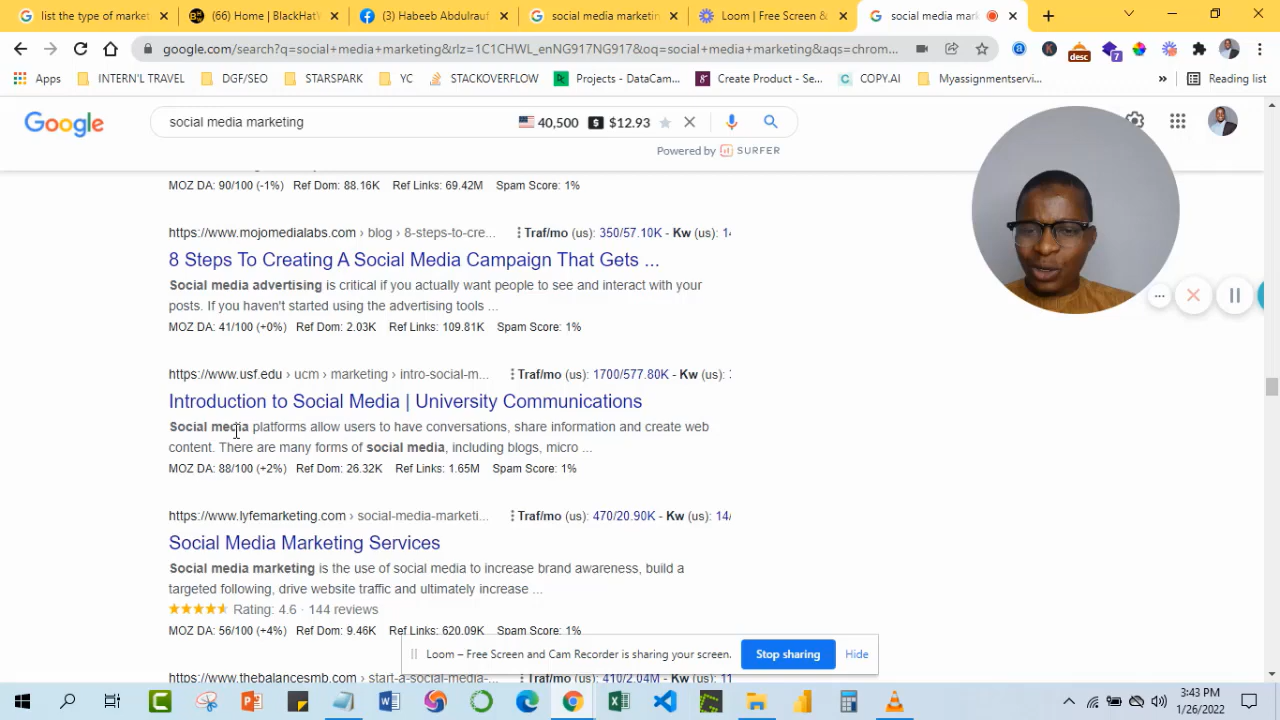 list the type of market
(6) Home | BlackHatV
(3) Habeeb Abdulrauf
social media marketin
Loom | Free Screen &
social media mark
google.com/search?q=social+media+marketing&rlz=1C1CHWL_enNG917NG917&oq=social+media+marketing&aqs=chrom...
desc
7
Apps
INTERN'L TRAVEL
DGF/SEO
STARSPARK
YC
STACKOVERFLOW
Projects - DataCam...
Create Product - Se...
COPY.AI
Myassignmentservi...
»
Reading list
Google
social media marketing
40,500
$12.93
Powered by SURFER
MOZ DA: 90/100 (-1%) Ref Dom: 88.16K Ref Links: 69.42M Spam Score: 1%
https://www.mojomedialabs.com › blog › 8-steps-to-cre... Traf/mo (us): 350/57.10K - Kw (us): 14
8 Steps To Creating A Social Media Campaign That Gets ...
Social media advertising is critical if you actually want people to see and interact with your
posts. If you haven't started using the advertising tools ...
MOZ DA: 41/100 (+0%) Ref Dom: 2.03K Ref Links: 109.81K Spam Score: 1%
https://www.usf.edu › ucm › marketing › intro-social-m... Traf/mo (us): 1700/577.80K - Kw (us):
Introduction to Social Media | University Communications
Social media platforms allow users to have conversations, share information and create web
content. There are many forms of social media, including blogs, micro ...
MOZ DA: 88/100 (+2%) Ref Dom: 26.32K Ref Links: 1.65M Spam Score: 1%
https://www.lyfemarketing.com › social-media-marketi... Traf/mo (us): 470/20.90K - Kw (us): 14/
Social Media Marketing Services
Social media marketing is the use of social media to increase brand awareness, build a
targeted following, drive website traffic and ultimately increase ...
Rating: 4.6 · 144 reviews
MOZ DA: 56/100 (+4%) Ref Dom: 9.46K Ref Links: 620.09K Spam Score: 1%
Loom – Free Screen and Cam Recorder is sharing your screen.
Stop sharing
Hide
https://www.thebalancesmb.com › start-a-social-media- Traf/mo (us): 410/2.04M - Kw (us): 11
3:43 PM
1/26/2022